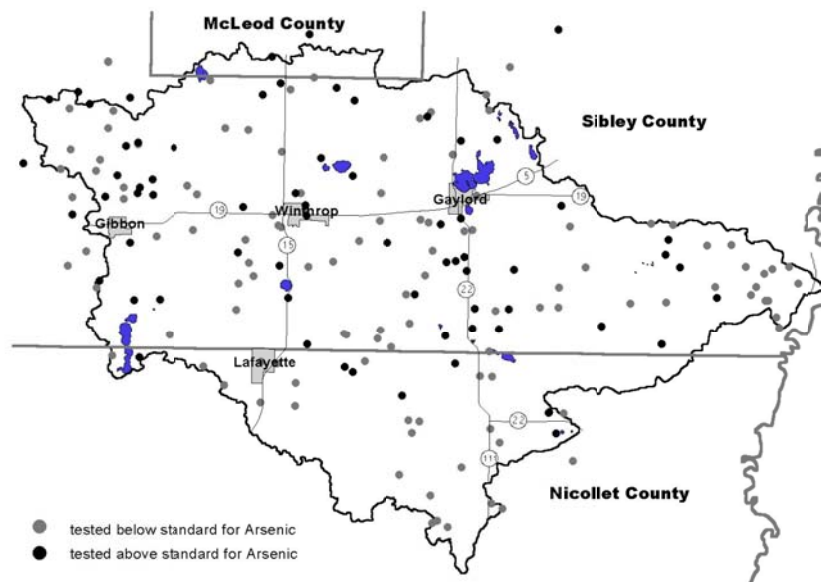 McLeod County
Sibley County
5
19
Gaylord
19
Winthrop
Gibbon
15
22
Lafayette
22
111
Nicollet County
tested below standard for Arsenic
tested above standard for Arsenic